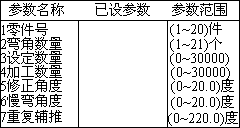 参数名称 已设参数 参数范围
1零件号 (1~20)件
2弯角数量 (1~21)个
3设定数量 (0~30000)
4加工数量 (0~30000)
5修正角度 (0~20.0)度
6慢弯角度 (0~20.0)度
7重复辅推 (0~220.0)度